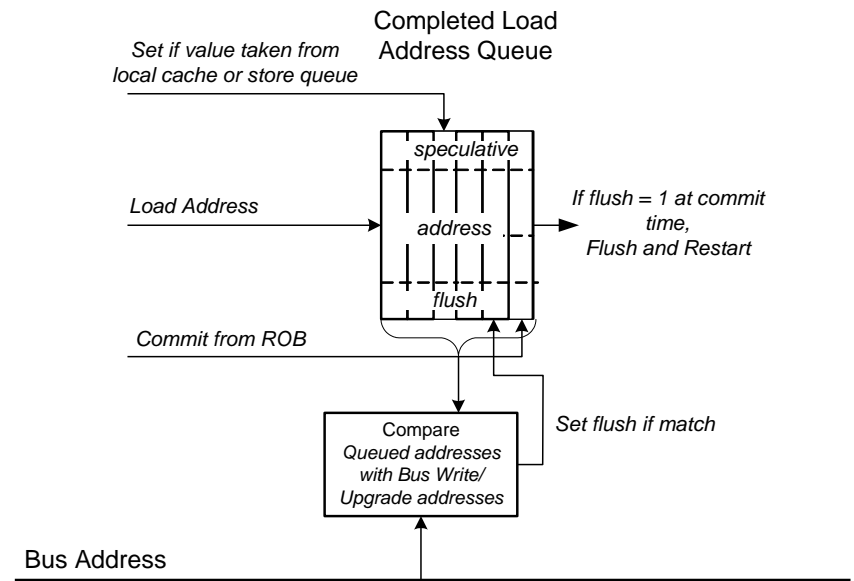 Completed Load
Address Queue
Set if value taken from
local cache or store queue
speculative
Load Address
address
If flush = 1 at commit
time,
Flush and Restart
flush
Commit from ROB
Compare
Queued addresses
with Bus Write/
Upgrade addresses
Set flush if match
Bus Address